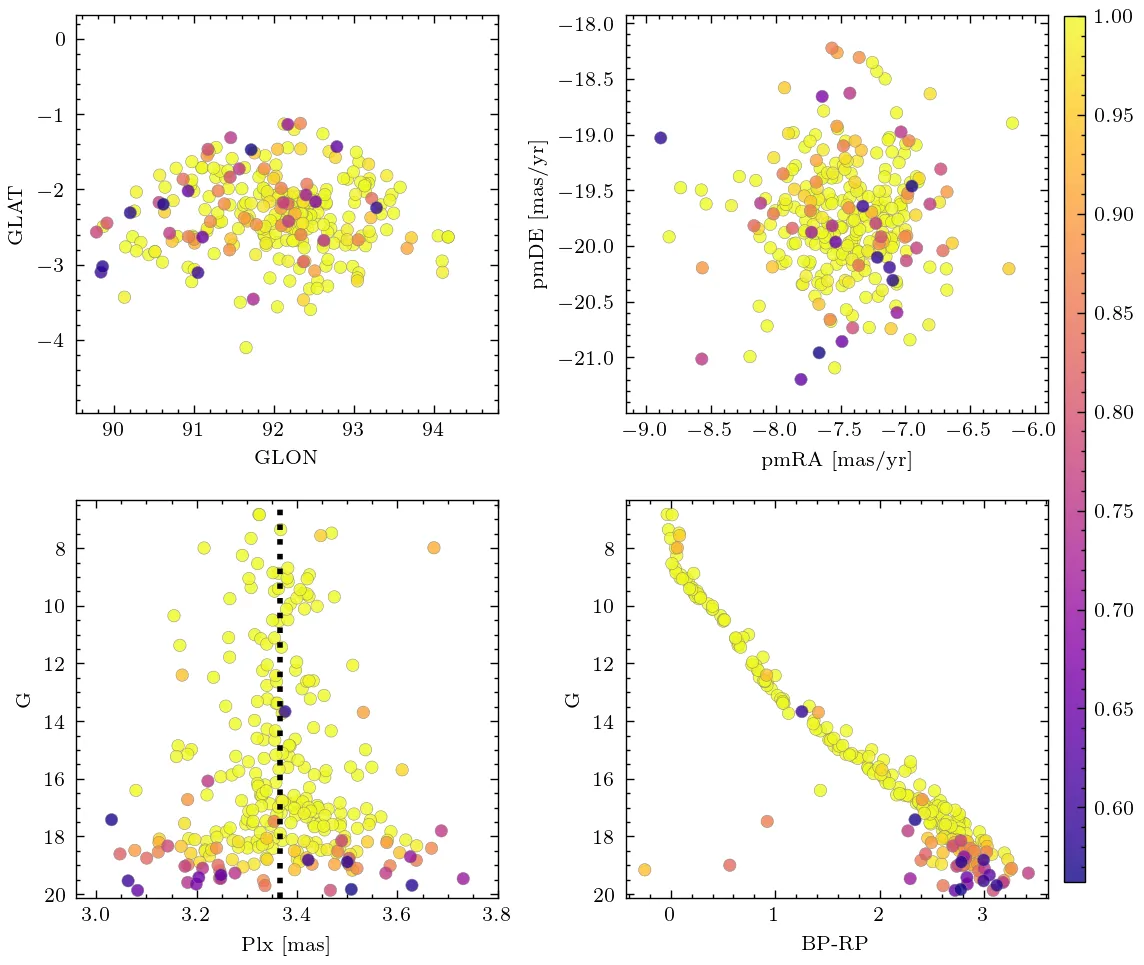 0
−1
−2
−3
−4
GLAT
90 91 92 93 94
GLON
−18.0
−18.5
−19.0
−19.5
−20.0
−20.5
−21.0
pmDE [mas/yr]
−9.0 −8.5 −8.0 −7.5 −7.0 −6.5 −6.0
pmRA [mas/yr]
1.00
0.95
0.90
0.85
0.80
0.75
0.70
0.65
0.60
8
10
12
14
16
18
20
G
3.0 3.2 3.4 3.6 3.8
Plx [mas]
8
10
12
14
16
18
20
G
0 1 2 3
BP-RP